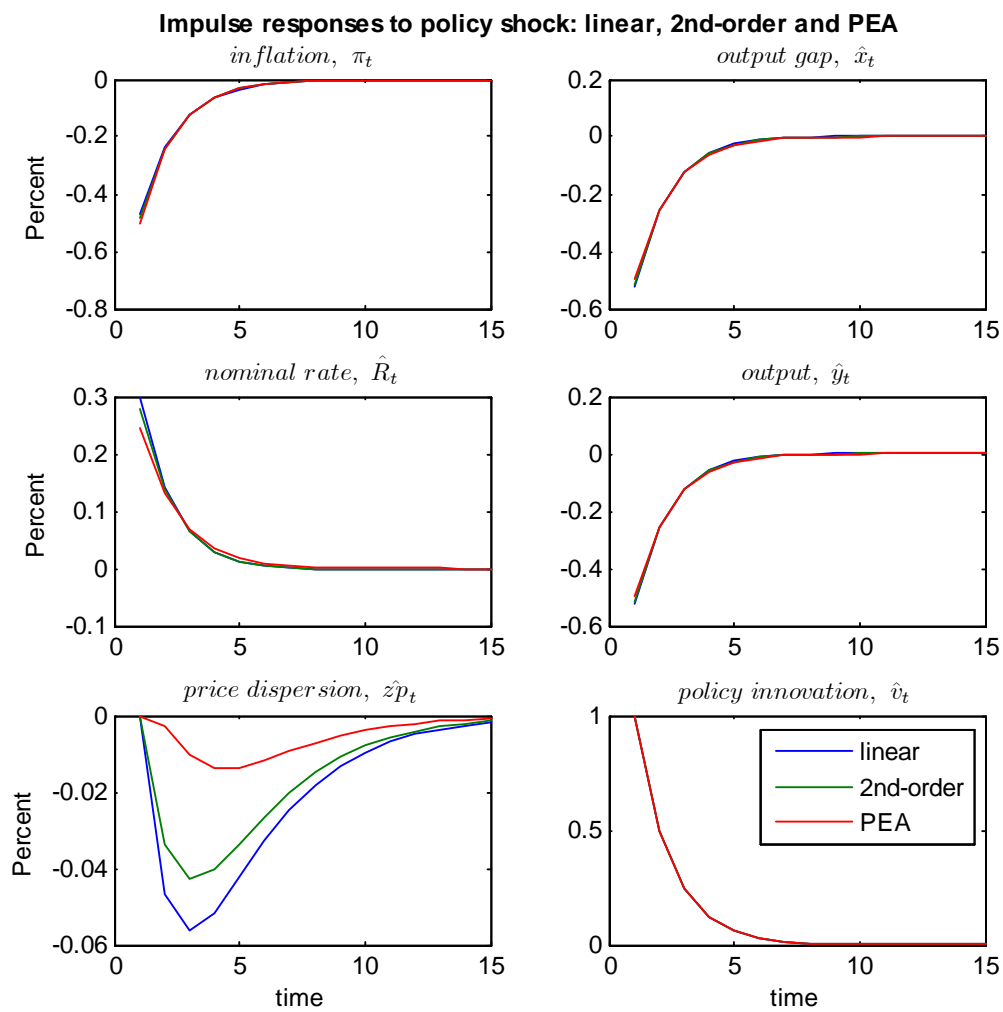 Impulse responses to policy shock: linear, 2nd-order and PEA
inflation, π_t
0
-0.2
-0.4
-0.6
-0.8
Percent
0 5 10 15
output gap, x̂_t
0.2
0
-0.2
-0.4
-0.6
0 5 10 15
nominal rate, R̂_t
0.3
0.2
0.1
0
-0.1
Percent
0 5 10 15
output, ŷ_t
0.2
0
-0.2
-0.4
-0.6
0 5 10 15
price dispersion, zp̂_t
0
-0.02
-0.04
-0.06
Percent
0 5 10 15
time
policy innovation, v̂_t
1
0.5
0
linear
2nd-order
PEA
0 5 10 15
time